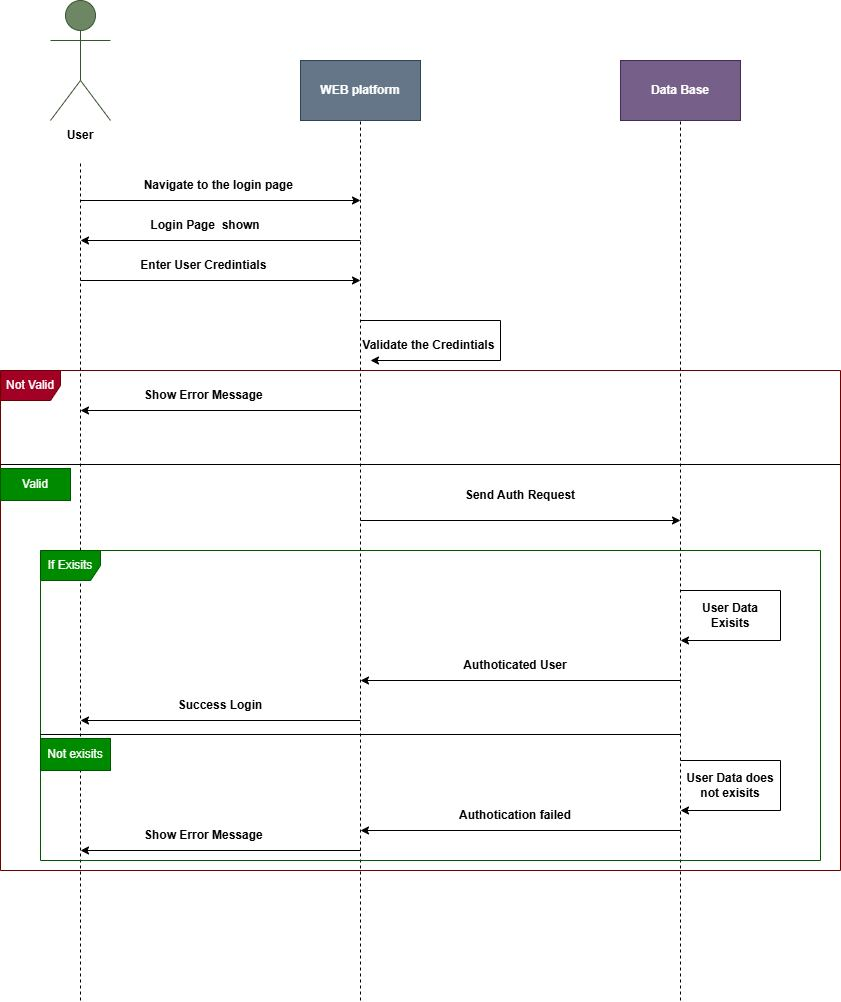 User
WEB platform
Data Base
Navigate to the login page
Login Page  shown
Enter User Credintials
Validate the Credintials
Not Valid
Show Error Message
Valid
Send Auth Request
If Exisits
User Data
Exisits
Authoticated User
Success Login
Not exisits
User Data does
not exisits
Authotication failed
Show Error Message